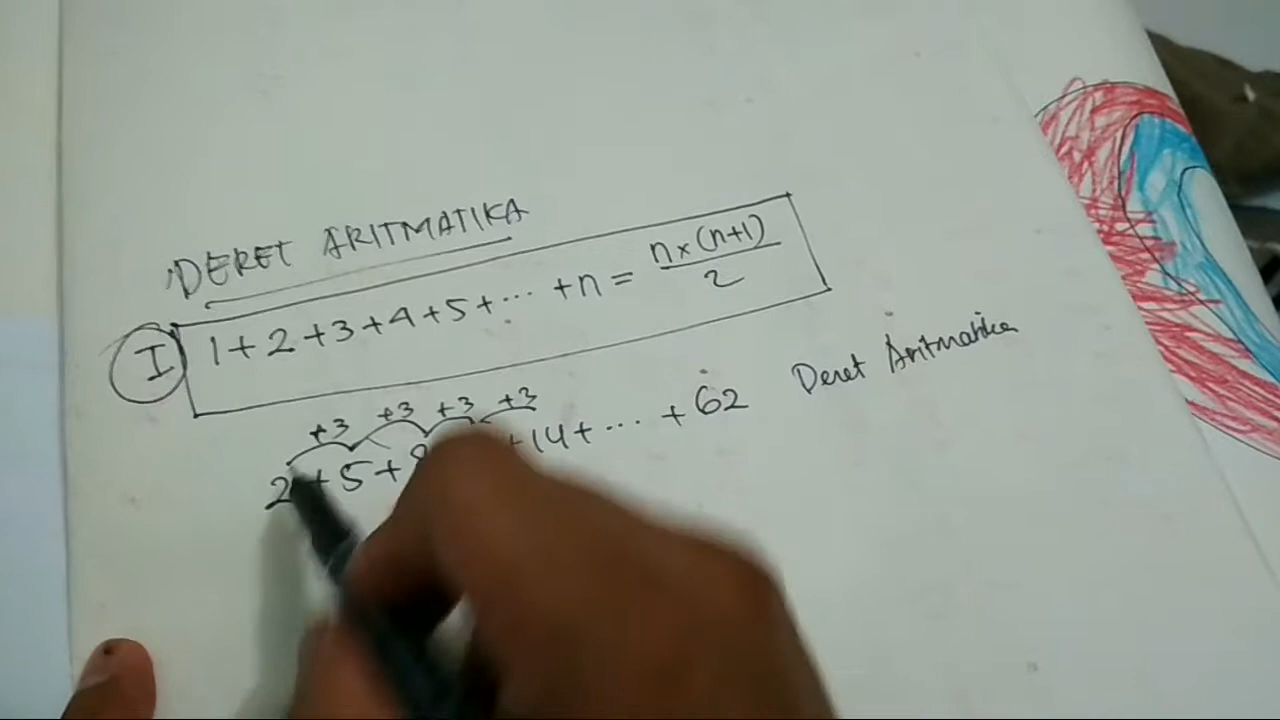 DERET ARITMATIKA
I 1+2+3+4+5+... +n = n×(n+1)/2
+3 +3 +3 +3
2+5+8 +14+... +62 Deret Aritmatika